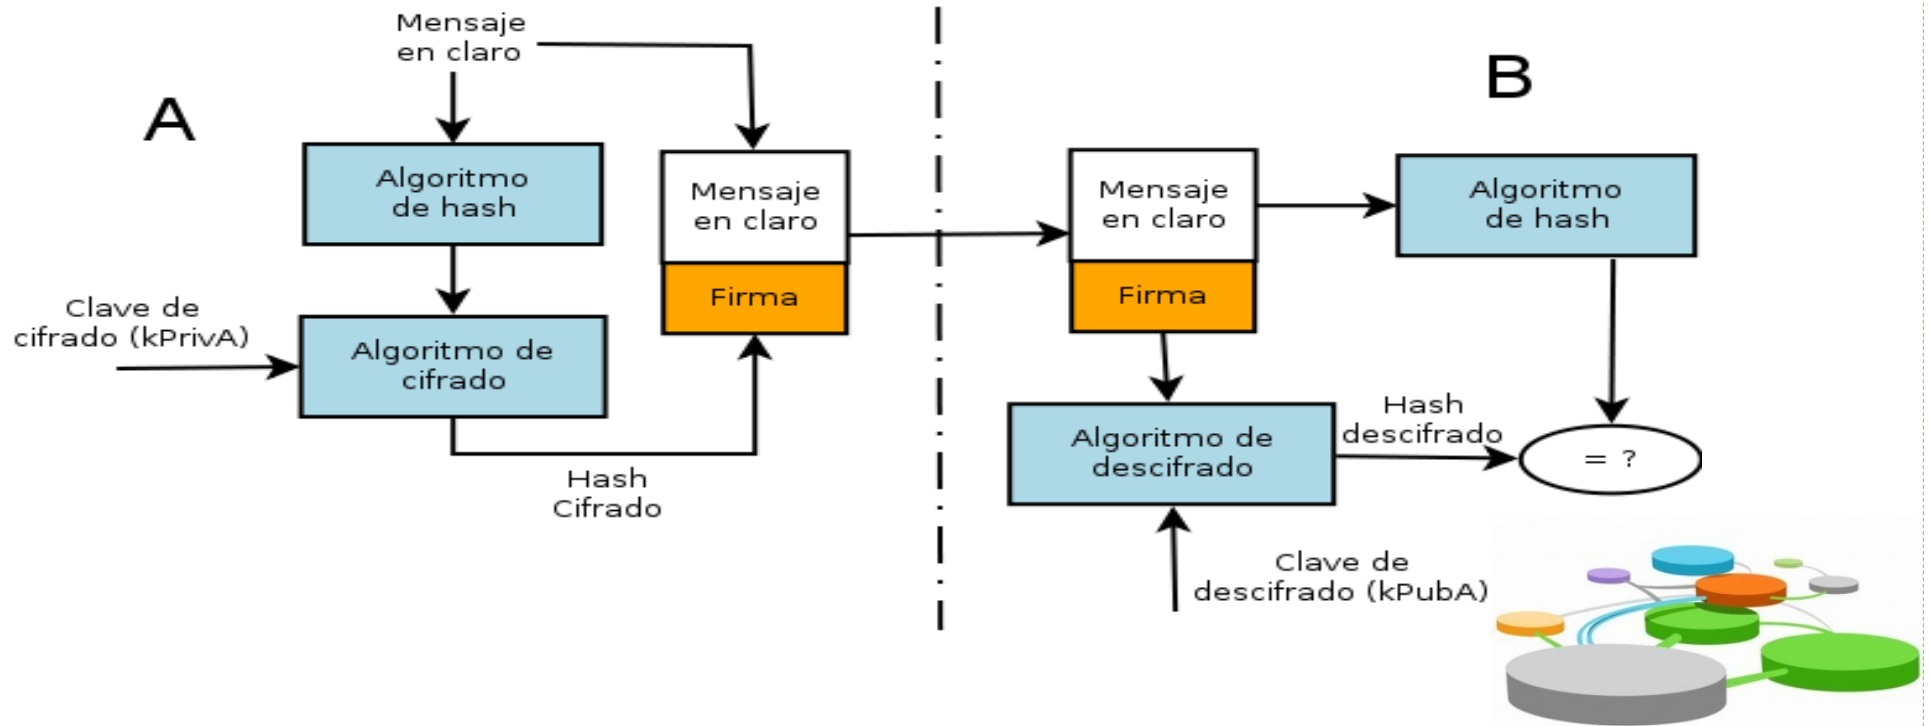 Mensaje
en claro
A
Algoritmo
de hash
Mensaje
en claro
Clave de
cifrado (kPrivA)
Firma
Algoritmo de
cifrado
Hash
Cifrado
B
Mensaje
en claro
Algoritmo
de hash
Firma
Algoritmo de
descifrado
Hash
descifrado
= ?
Clave de
descifrado (kPubA)